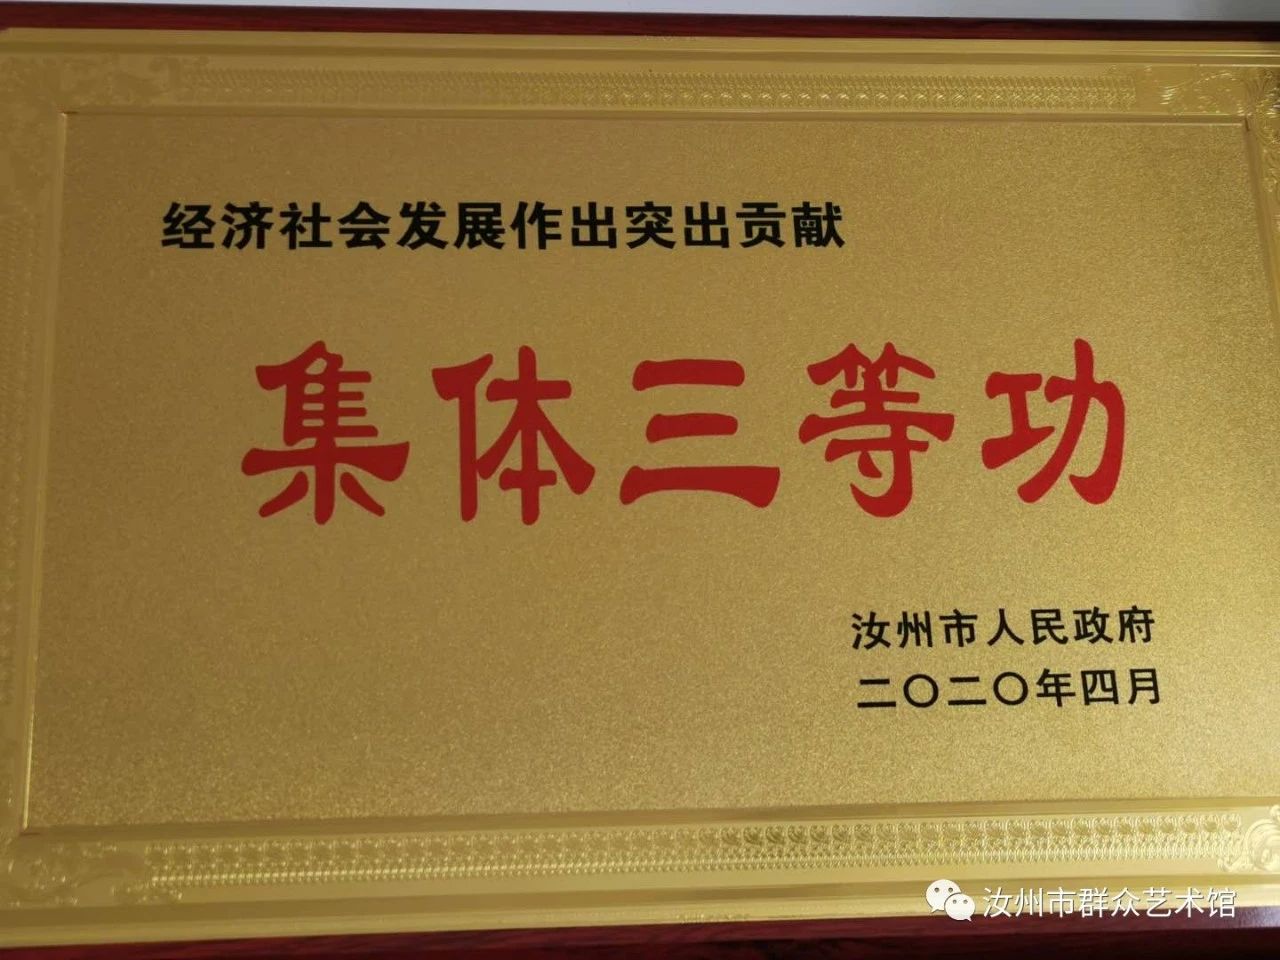 经济社会发展作出突出贡献
集体三等功
汝州市人民政府
二〇二〇年四月
汝州市群众艺术馆